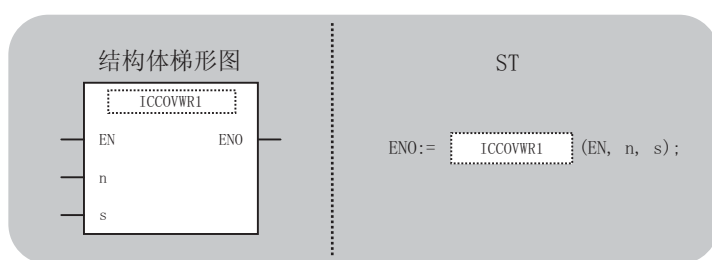 结构体梯形图
ICCOVWR1
EN ENO
n
s
ST
ENO:= ICCOVWR1 (EN, n, s);